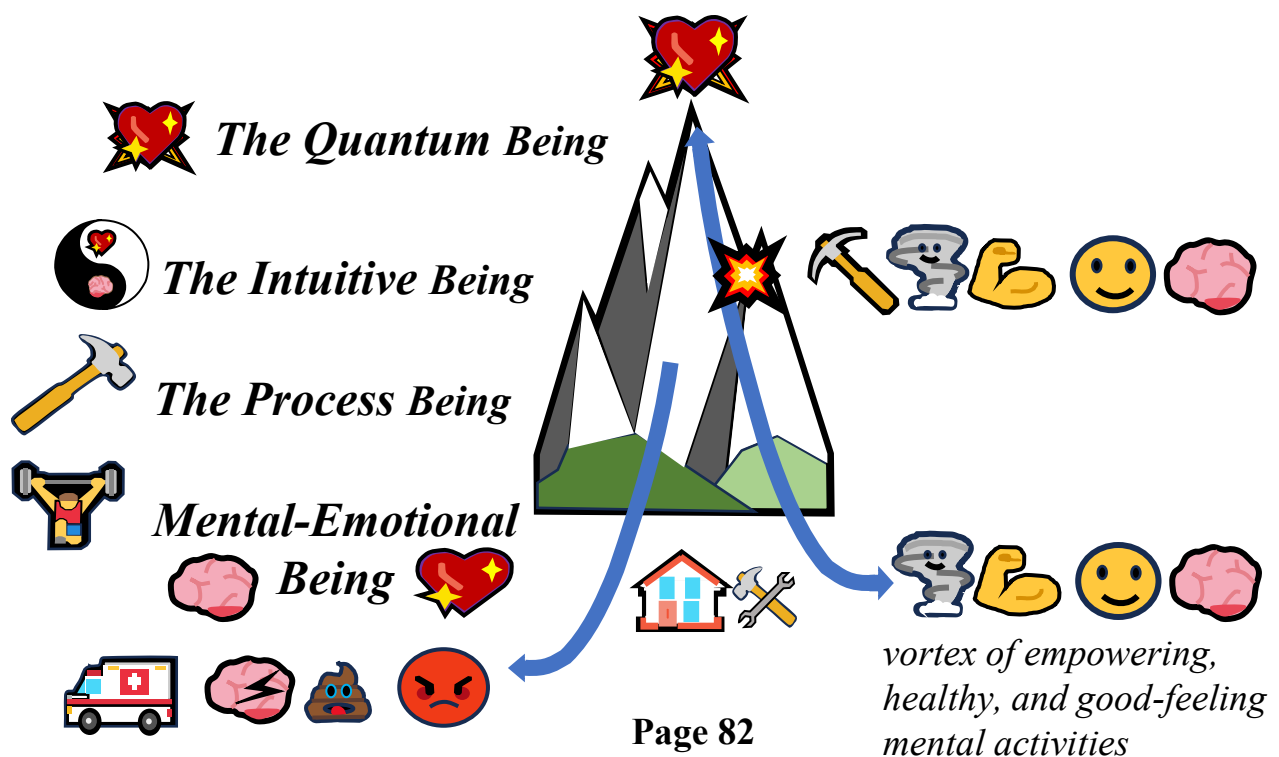 The Quantum Being
The Intuitive Being
The Process Being
Mental-Emotional
Being
vortex of empowering,
healthy, and good-feeling
mental activities
Page 82